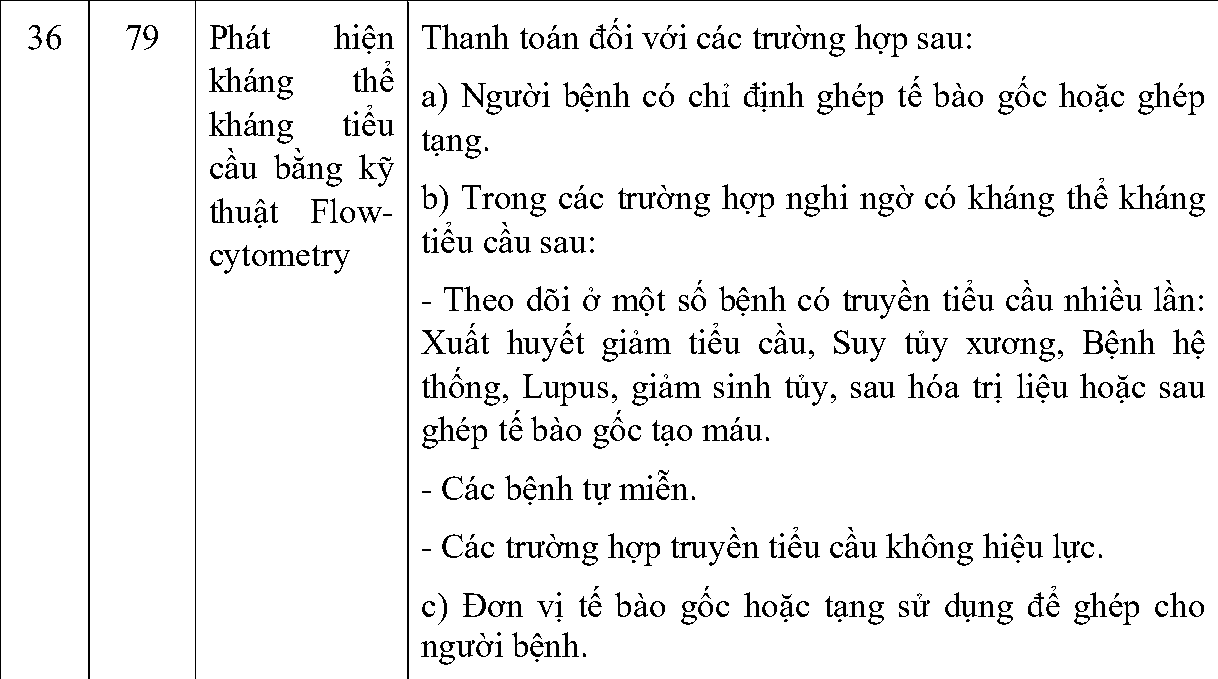 36
79
Phát hiện
kháng thể
kháng tiểu
cầu bằng kỹ
thuật Flow-
cytometry
Thanh toán đối với các trường hợp sau:
a) Người bệnh có chỉ định ghép tế bào gốc hoặc ghép
tạng.
b) Trong các trường hợp nghi ngờ có kháng thể kháng
tiểu cầu sau:
- Theo dõi ở một số bệnh có truyền tiểu cầu nhiều lần:
Xuất huyết giảm tiểu cầu, Suy tủy xương, Bệnh hệ
thống, Lupus, giảm sinh tủy, sau hóa trị liệu hoặc sau
ghép tế bào gốc tạo máu.
- Các bệnh tự miễn.
- Các trường hợp truyền tiểu cầu không hiệu lực.
c) Đơn vị tế bào gốc hoặc tạng sử dụng để ghép cho
người bệnh.